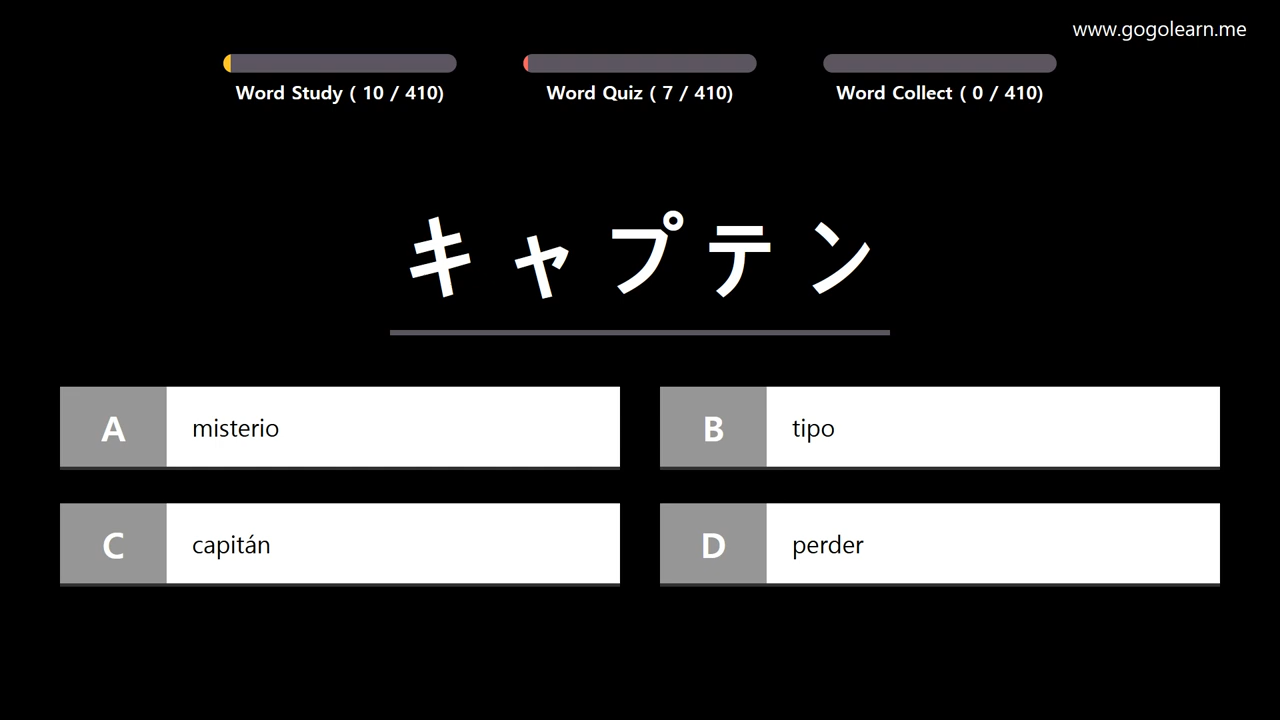 www.gogolearn.me
Word Study ( 10 / 410)
Word Quiz ( 7 / 410)
Word Collect ( 0 / 410)
キャプテン
A misterio
B tipo
C capitán
D perder